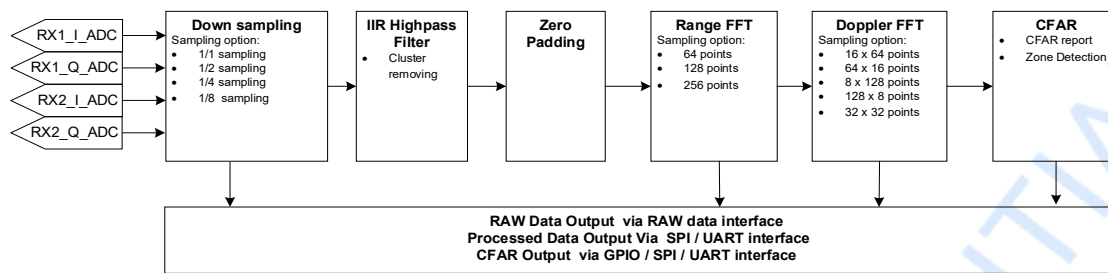 RX1_I_ADC
RX1_Q_ADC
RX2_I_ADC
RX2_Q_ADC
Down sampling
Sampling option:
• 1/1 sampling
• 1/2 sampling
• 1/4 sampling
• 1/8 sampling
IIR Highpass
Filter
• Cluster
removing
Zero
Padding
Range FFT
Sampling option:
• 64 points
• 128 points
• 256 points
Doppler FFT
Sampling option:
• 16 x 64 points
• 64 x 16 points
• 8 x 128 points
• 128 x 8 points
• 32 x 32 points
CFAR
• CFAR report
• Zone Detection
RAW Data Output via RAW data interface
Processed Data Output Via SPI / UART interface
CFAR Output via GPIO / SPI / UART interface